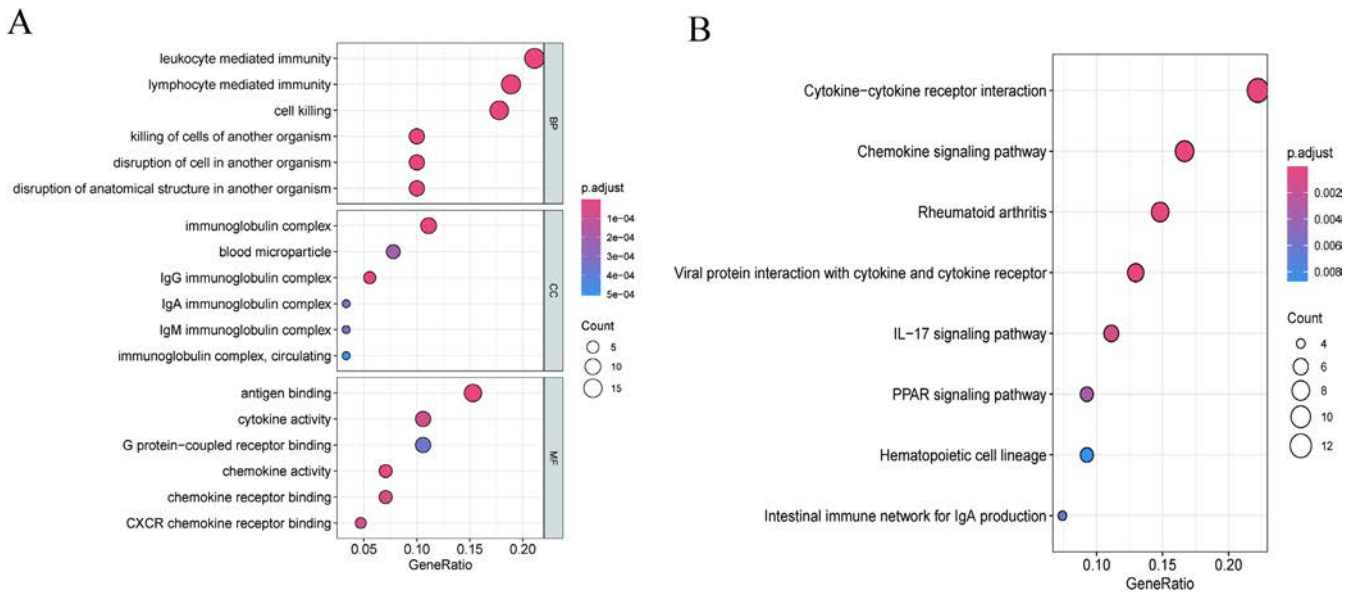 A
leukocyte mediated immunity
lymphocyte mediated immunity
cell killing
killing of cells of another organism
disruption of cell in another organism
disruption of anatomical structure in another organism
BP
immunoglobulin complex
blood microparticle
IgG immunoglobulin complex
IgA immunoglobulin complex
IgM immunoglobulin complex
immunoglobulin complex, circulating
CC
antigen binding
cytokine activity
G protein−coupled receptor binding
chemokine activity
chemokine receptor binding
CXCR chemokine receptor binding
MF
0.05 0.10 0.15 0.20
GeneRatio
p.adjust
1e−04
2e−04
3e−04
4e−04
5e−04
Count
5
10
15
B
Cytokine−cytokine receptor interaction
Chemokine signaling pathway
Rheumatoid arthritis
Viral protein interaction with cytokine and cytokine receptor
IL−17 signaling pathway
PPAR signaling pathway
Hematopoietic cell lineage
Intestinal immune network for IgA production
0.10 0.15 0.20
GeneRatio
p.adjust
0.002
0.004
0.006
0.008
Count
4
6
8
10
12